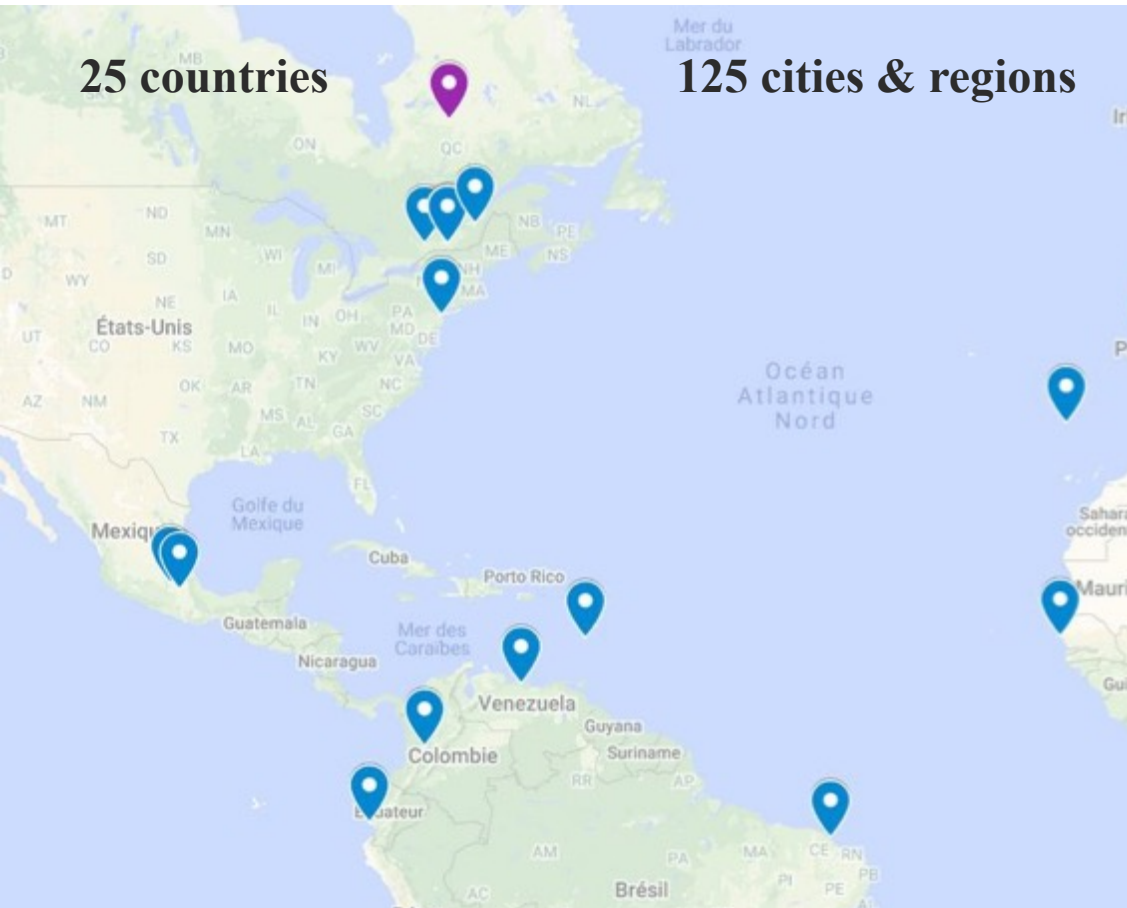 Mer du
Labrador
25 countries
125 cities & regions
MB
NL
ON
QC
MT
ND
MN
NB
PE
SD
WI
ME
NS
WY
MI
NH
NE
IA
MA
États-Unis
IL
IN
OH
PA
MD
UT
CO
KS
MO
KY
WV
DE
VA
OK
AR
TN
NC
Océan
Atlantique
Nord
AZ
NM
MS
AL
SC
GA
TX
LA
FL
Golfe du
Mexique
Cuba
Porto Rico
Guatemala
Mer des
Caraïbes
Nicaragua
Venezuela
Guyana
Colombie
Suriname
RR
AP
AM
PA
MA
CE
RN
PB
PI
PE
AC
Brésil